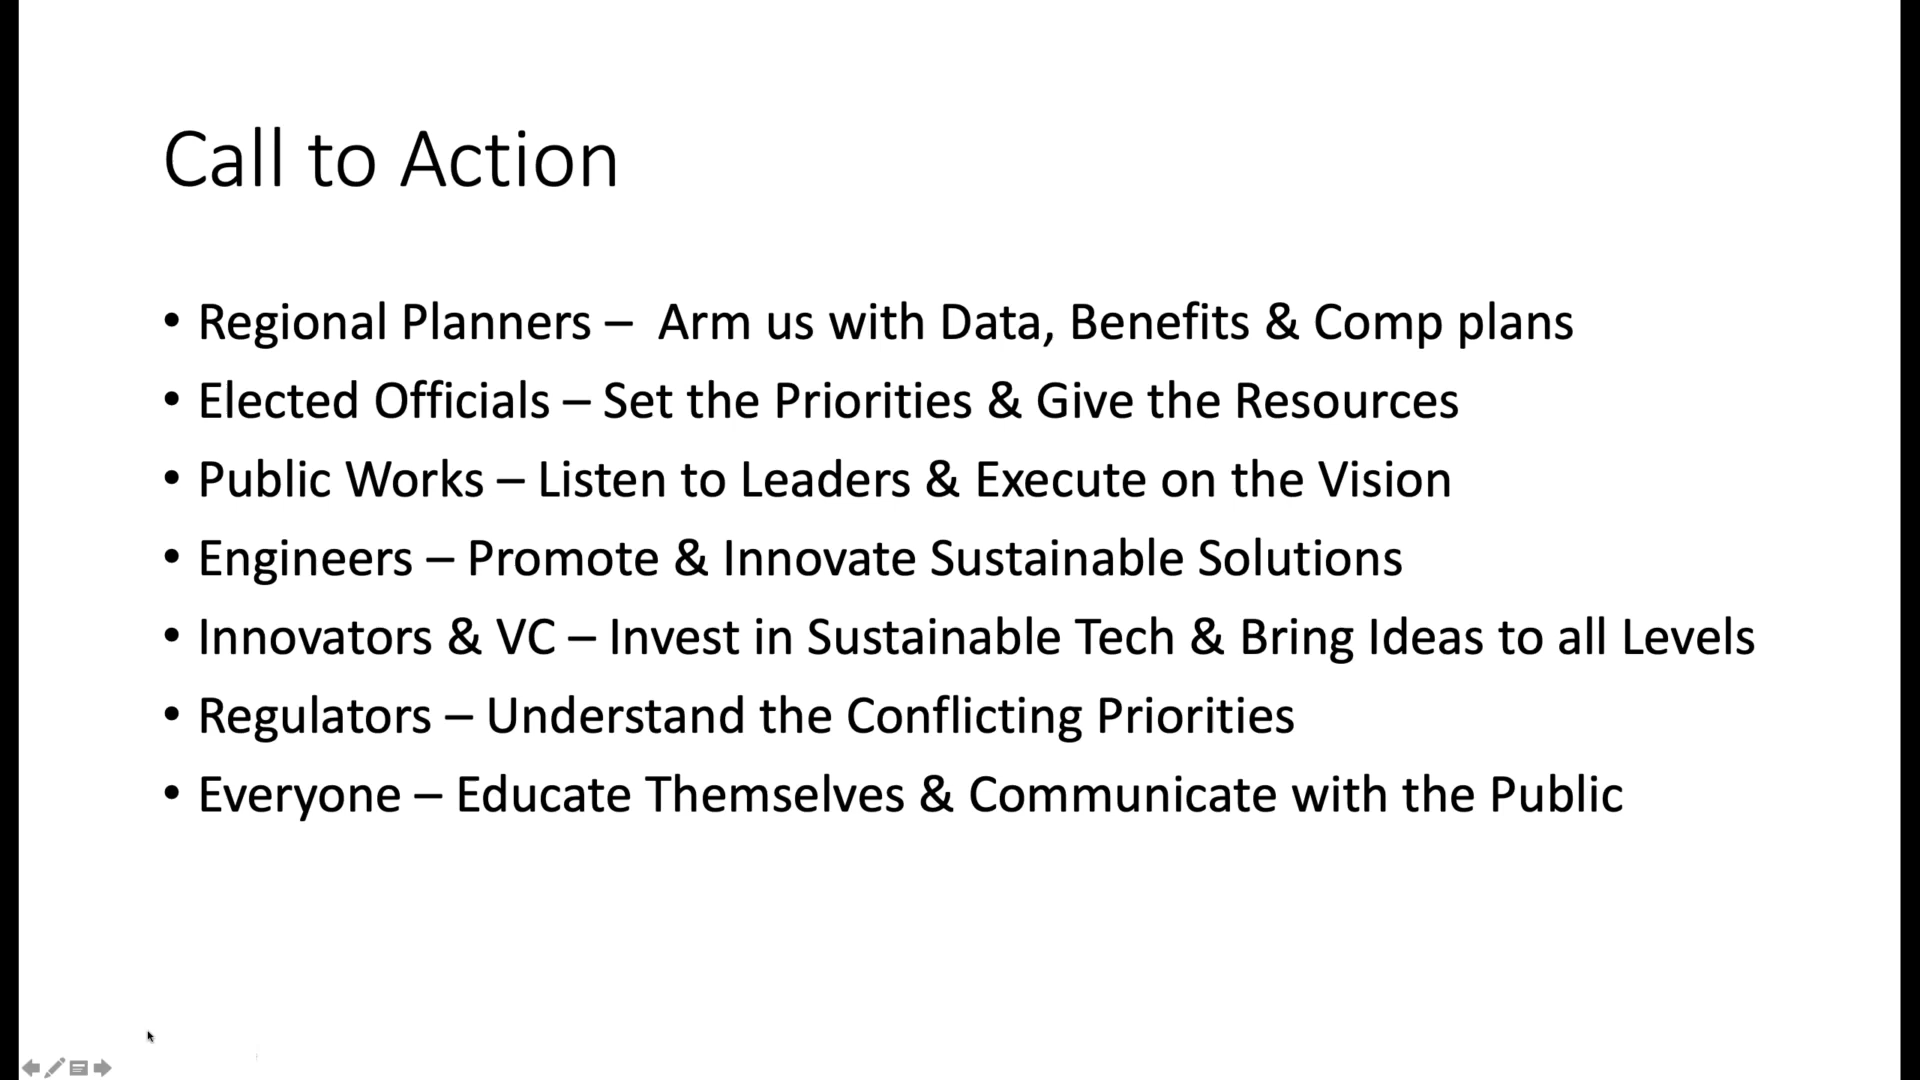 Call to Action
• Regional Planners –  Arm us with Data, Benefits & Comp plans
• Elected Officials – Set the Priorities & Give the Resources
• Public Works – Listen to Leaders & Execute on the Vision
• Engineers – Promote & Innovate Sustainable Solutions
• Innovators & VC – Invest in Sustainable Tech & Bring Ideas to all Levels
• Regulators – Understand the Conflicting Priorities
• Everyone – Educate Themselves & Communicate with the Public